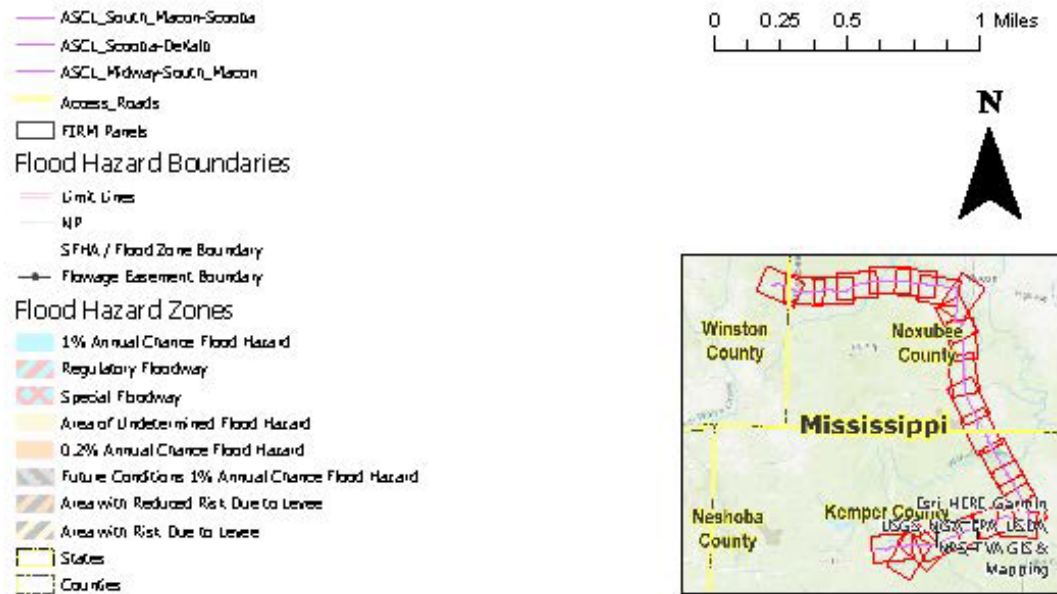 ASCL_South_Macon-Scooba
ASCL_Scooba-DeKalb
ASCL_Midway-South_Macon
Access_Roads
FIRM Panels
Flood Hazard Boundaries
Limit Lines
NP
SFHA / Flood Zone Boundary
Flowage Easement Boundary
Flood Hazard Zones
1% Annual Chance Flood Hazard
Regulatory Floodway
Special Floodway
Area of Undetermined Flood Hazard
0.2% Annual Chance Flood Hazard
Future Conditions 1% Annual Chance Flood Hazard
Area with Reduced Risk Due to Levee
Area with Risk Due to Levee
States
Counties
0 0.25 0.5 1 Miles
N
Winston
County
Noxubee
County
Mississippi
Neshoba
County
Kemper County
Esri, HERE, Garmin
USGS, NGA, EPA, USDA
NPS, TVA GIS &
Mapping